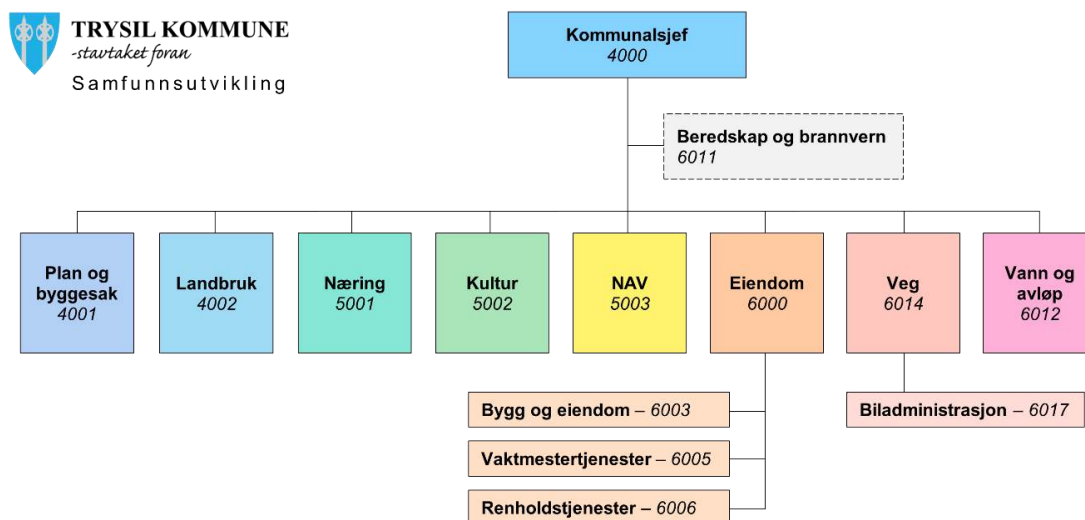 TRYSIL KOMMUNE
-stavtaket foran
Samfunnsutvikling
Kommunalsjef
4000
Beredskap og brannvern
6011
Plan og
byggesak
4001
Landbruk
4002
Næring
5001
Kultur
5002
NAV
5003
Eiendom
6000
Veg
6014
Vann og
avløp
6012
Bygg og eiendom – 6003
Vaktmestertjenester – 6005
Renholdstjenester – 6006
Biladministrasjon – 6017